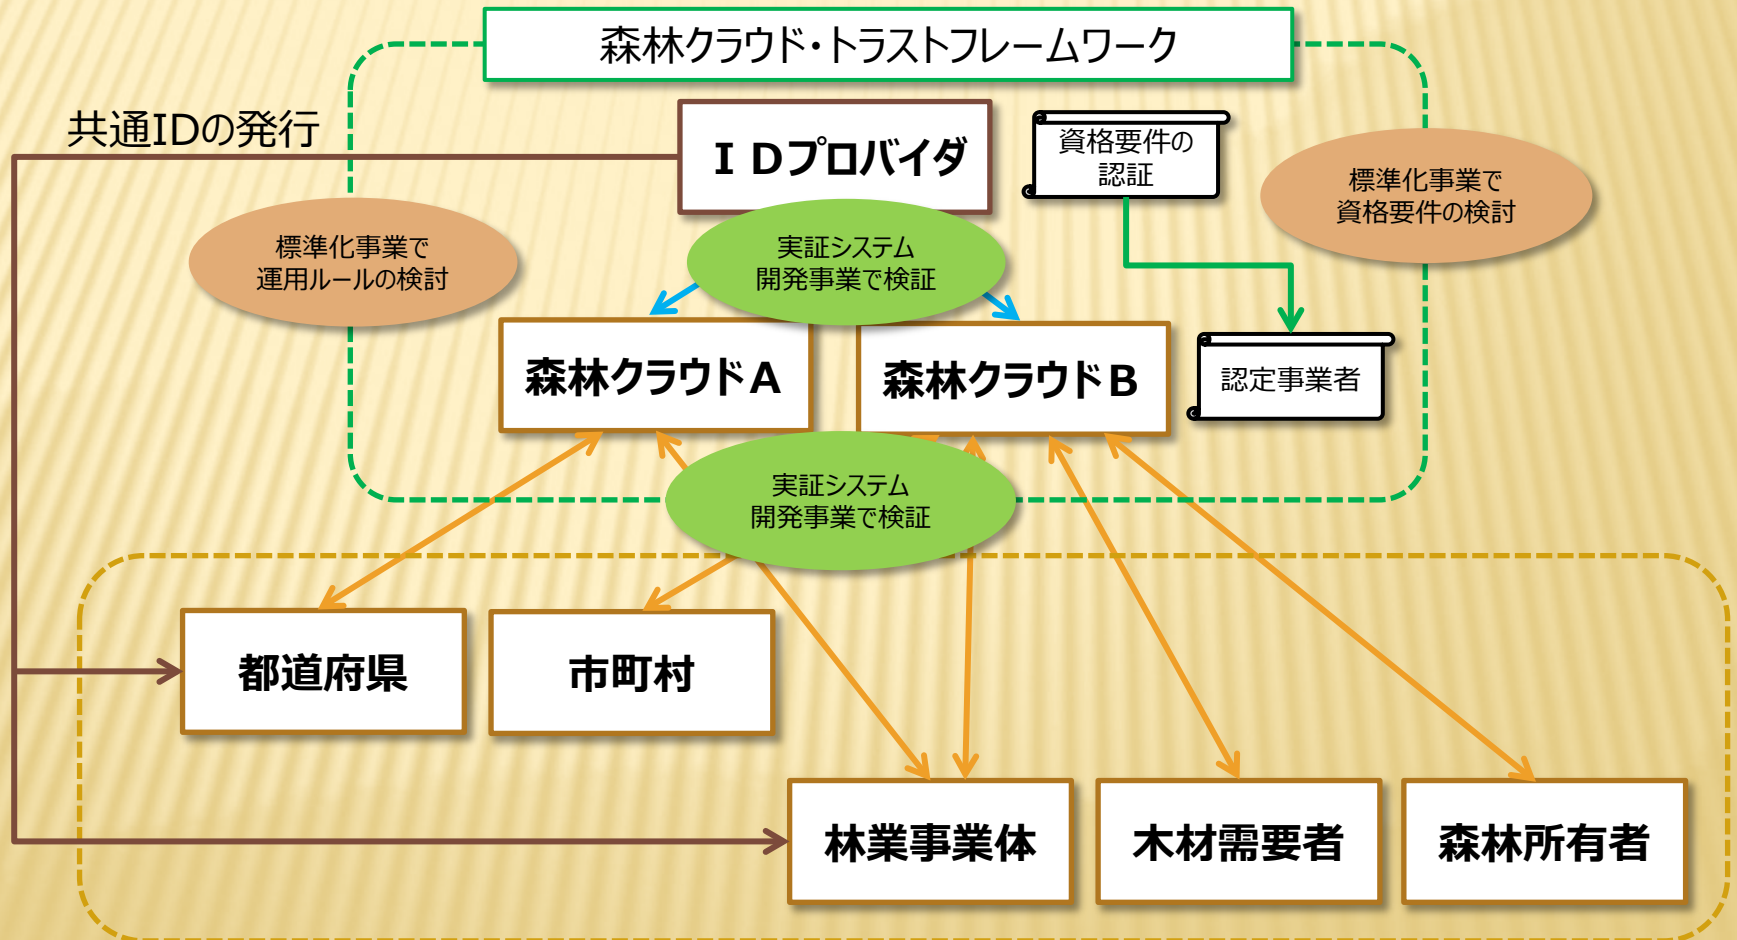 森林クラウド・トラストフレームワーク
共通IDの発行
ＩＤプロバイダ
資格要件の
認証
標準化事業で
資格要件の検討
標準化事業で
運用ルールの検討
実証システム
開発事業で検証
森林クラウドA
森林クラウドB
認定事業者
実証システム
開発事業で検証
都道府県
市町村
林業事業体
木材需要者
森林所有者